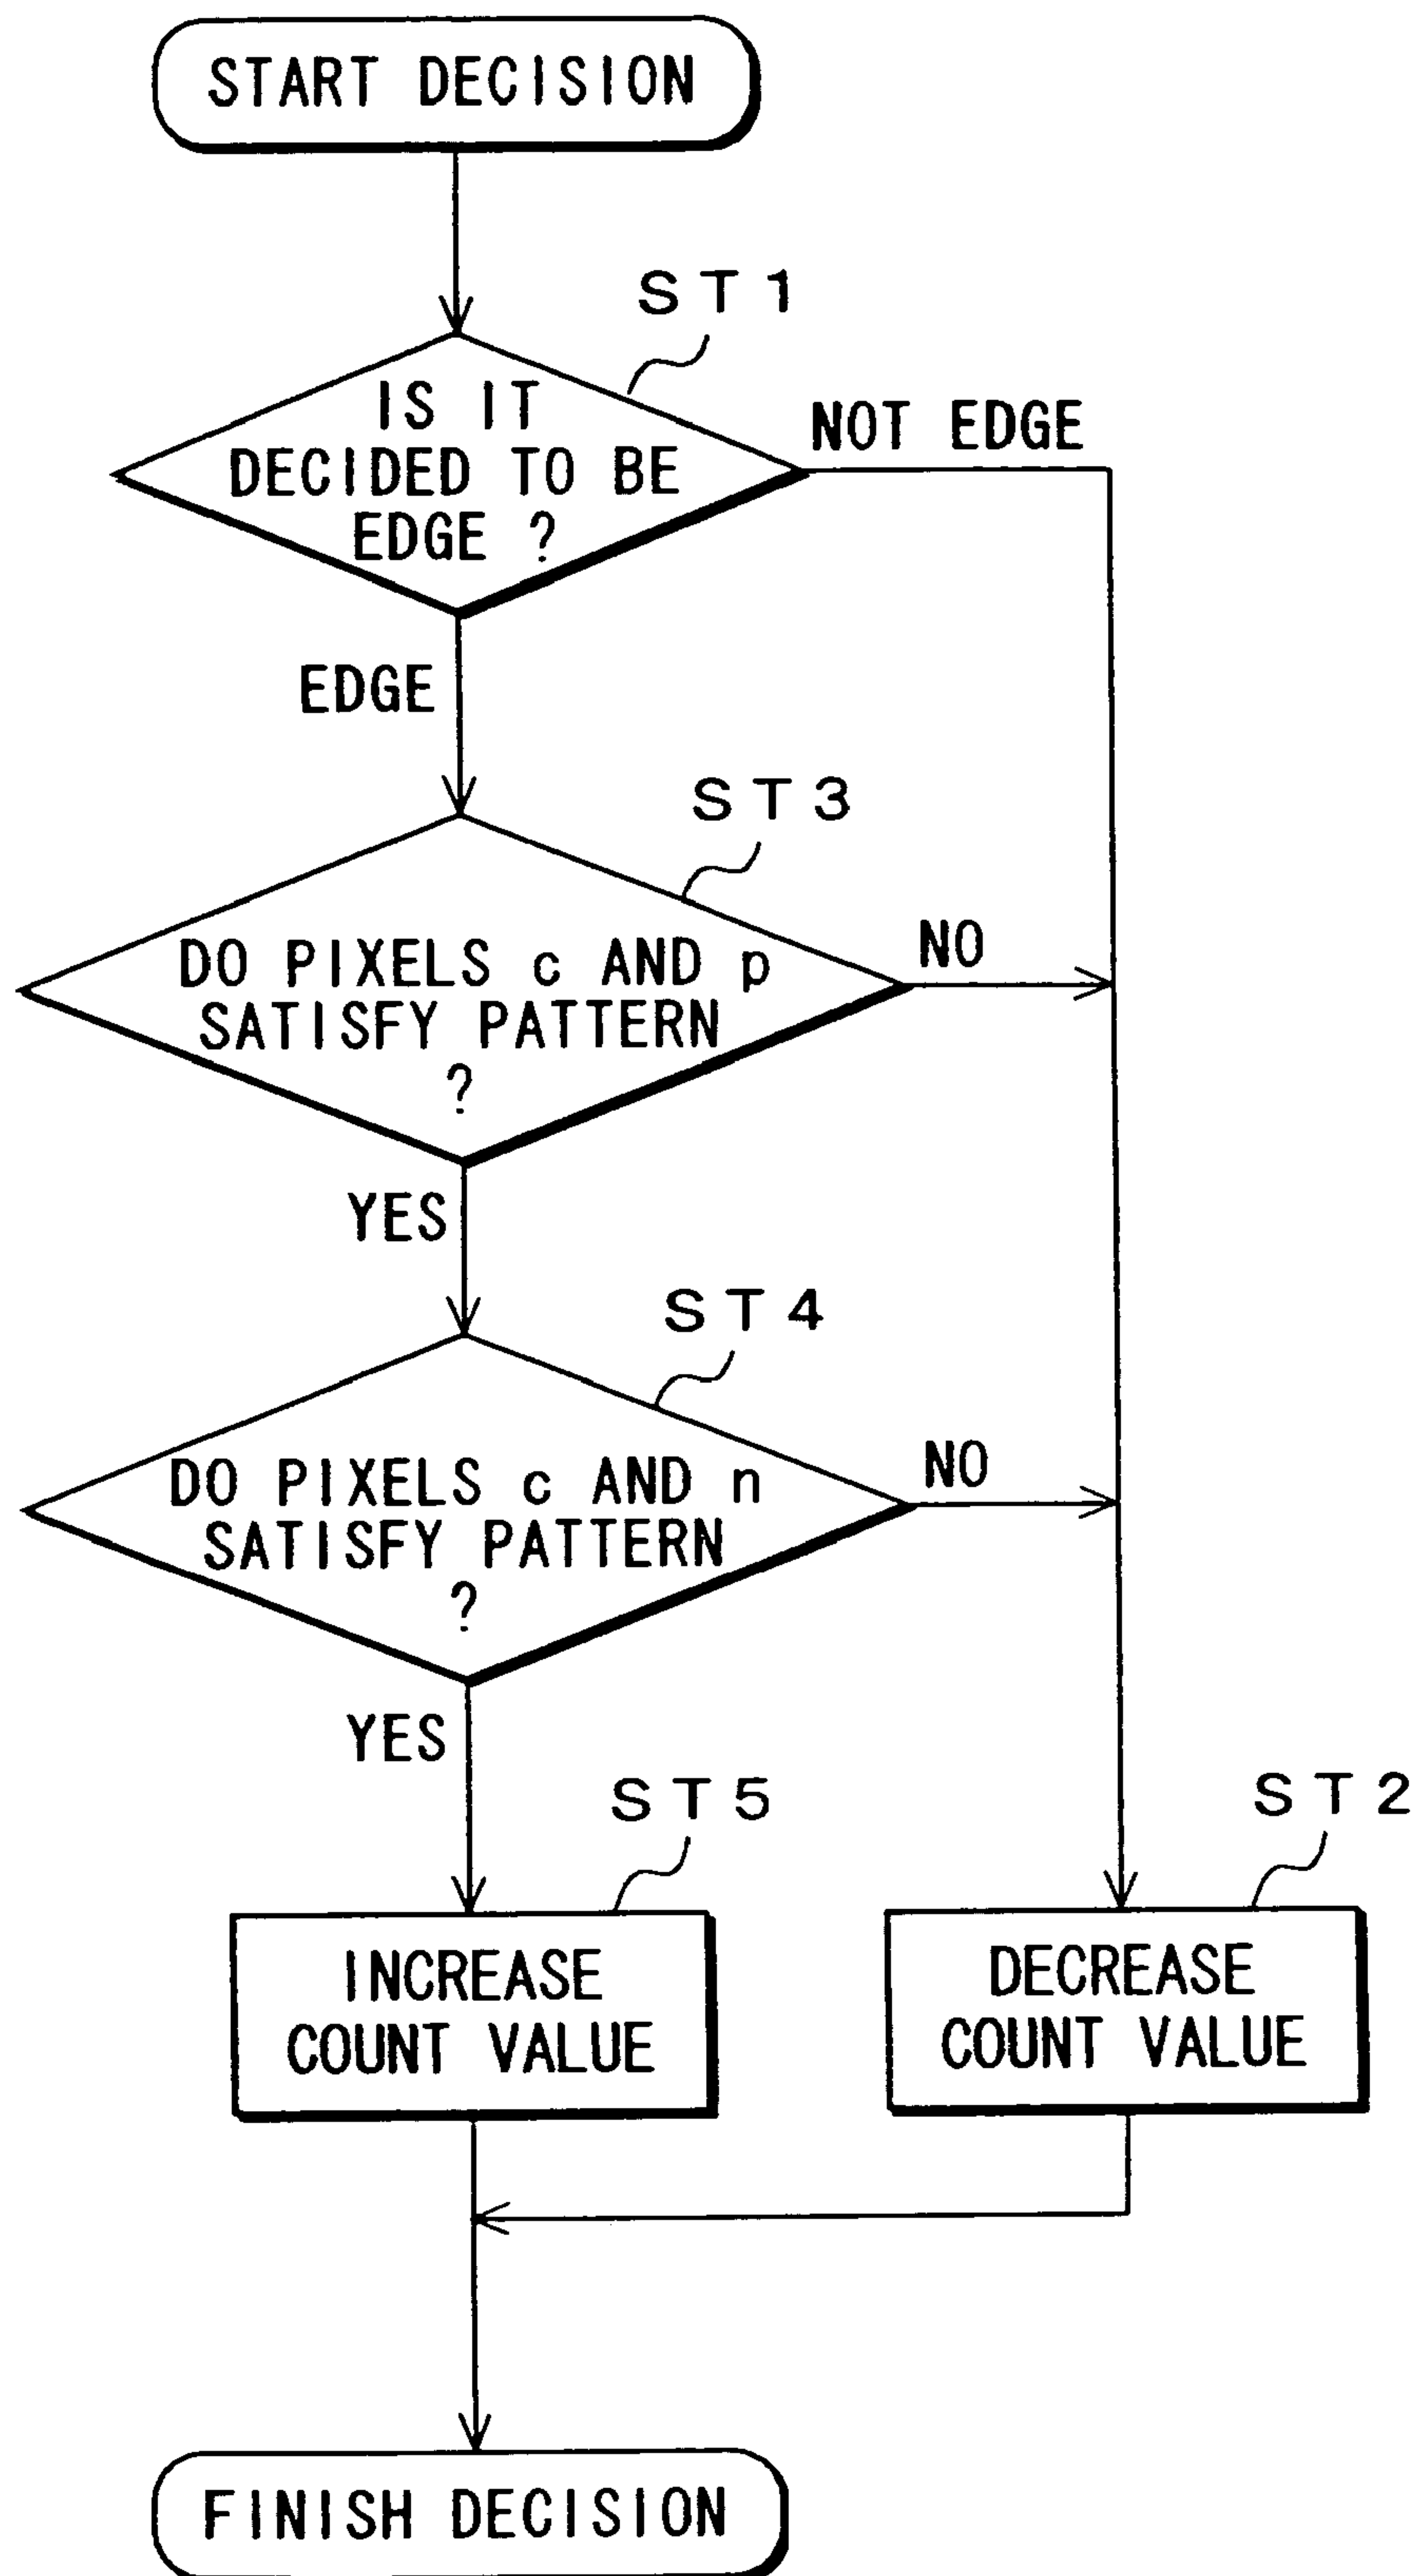 START DECISION
ST1
IS IT
DECIDED TO BE
EDGE ?
NOT EDGE
EDGE
ST3
DO PIXELS c AND p
SATISFY PATTERN
?
NO
YES
ST4
DO PIXELS c AND n
SATISFY PATTERN
?
NO
YES
ST5
INCREASE
COUNT VALUE
ST2
DECREASE
COUNT VALUE
FINISH DECISION